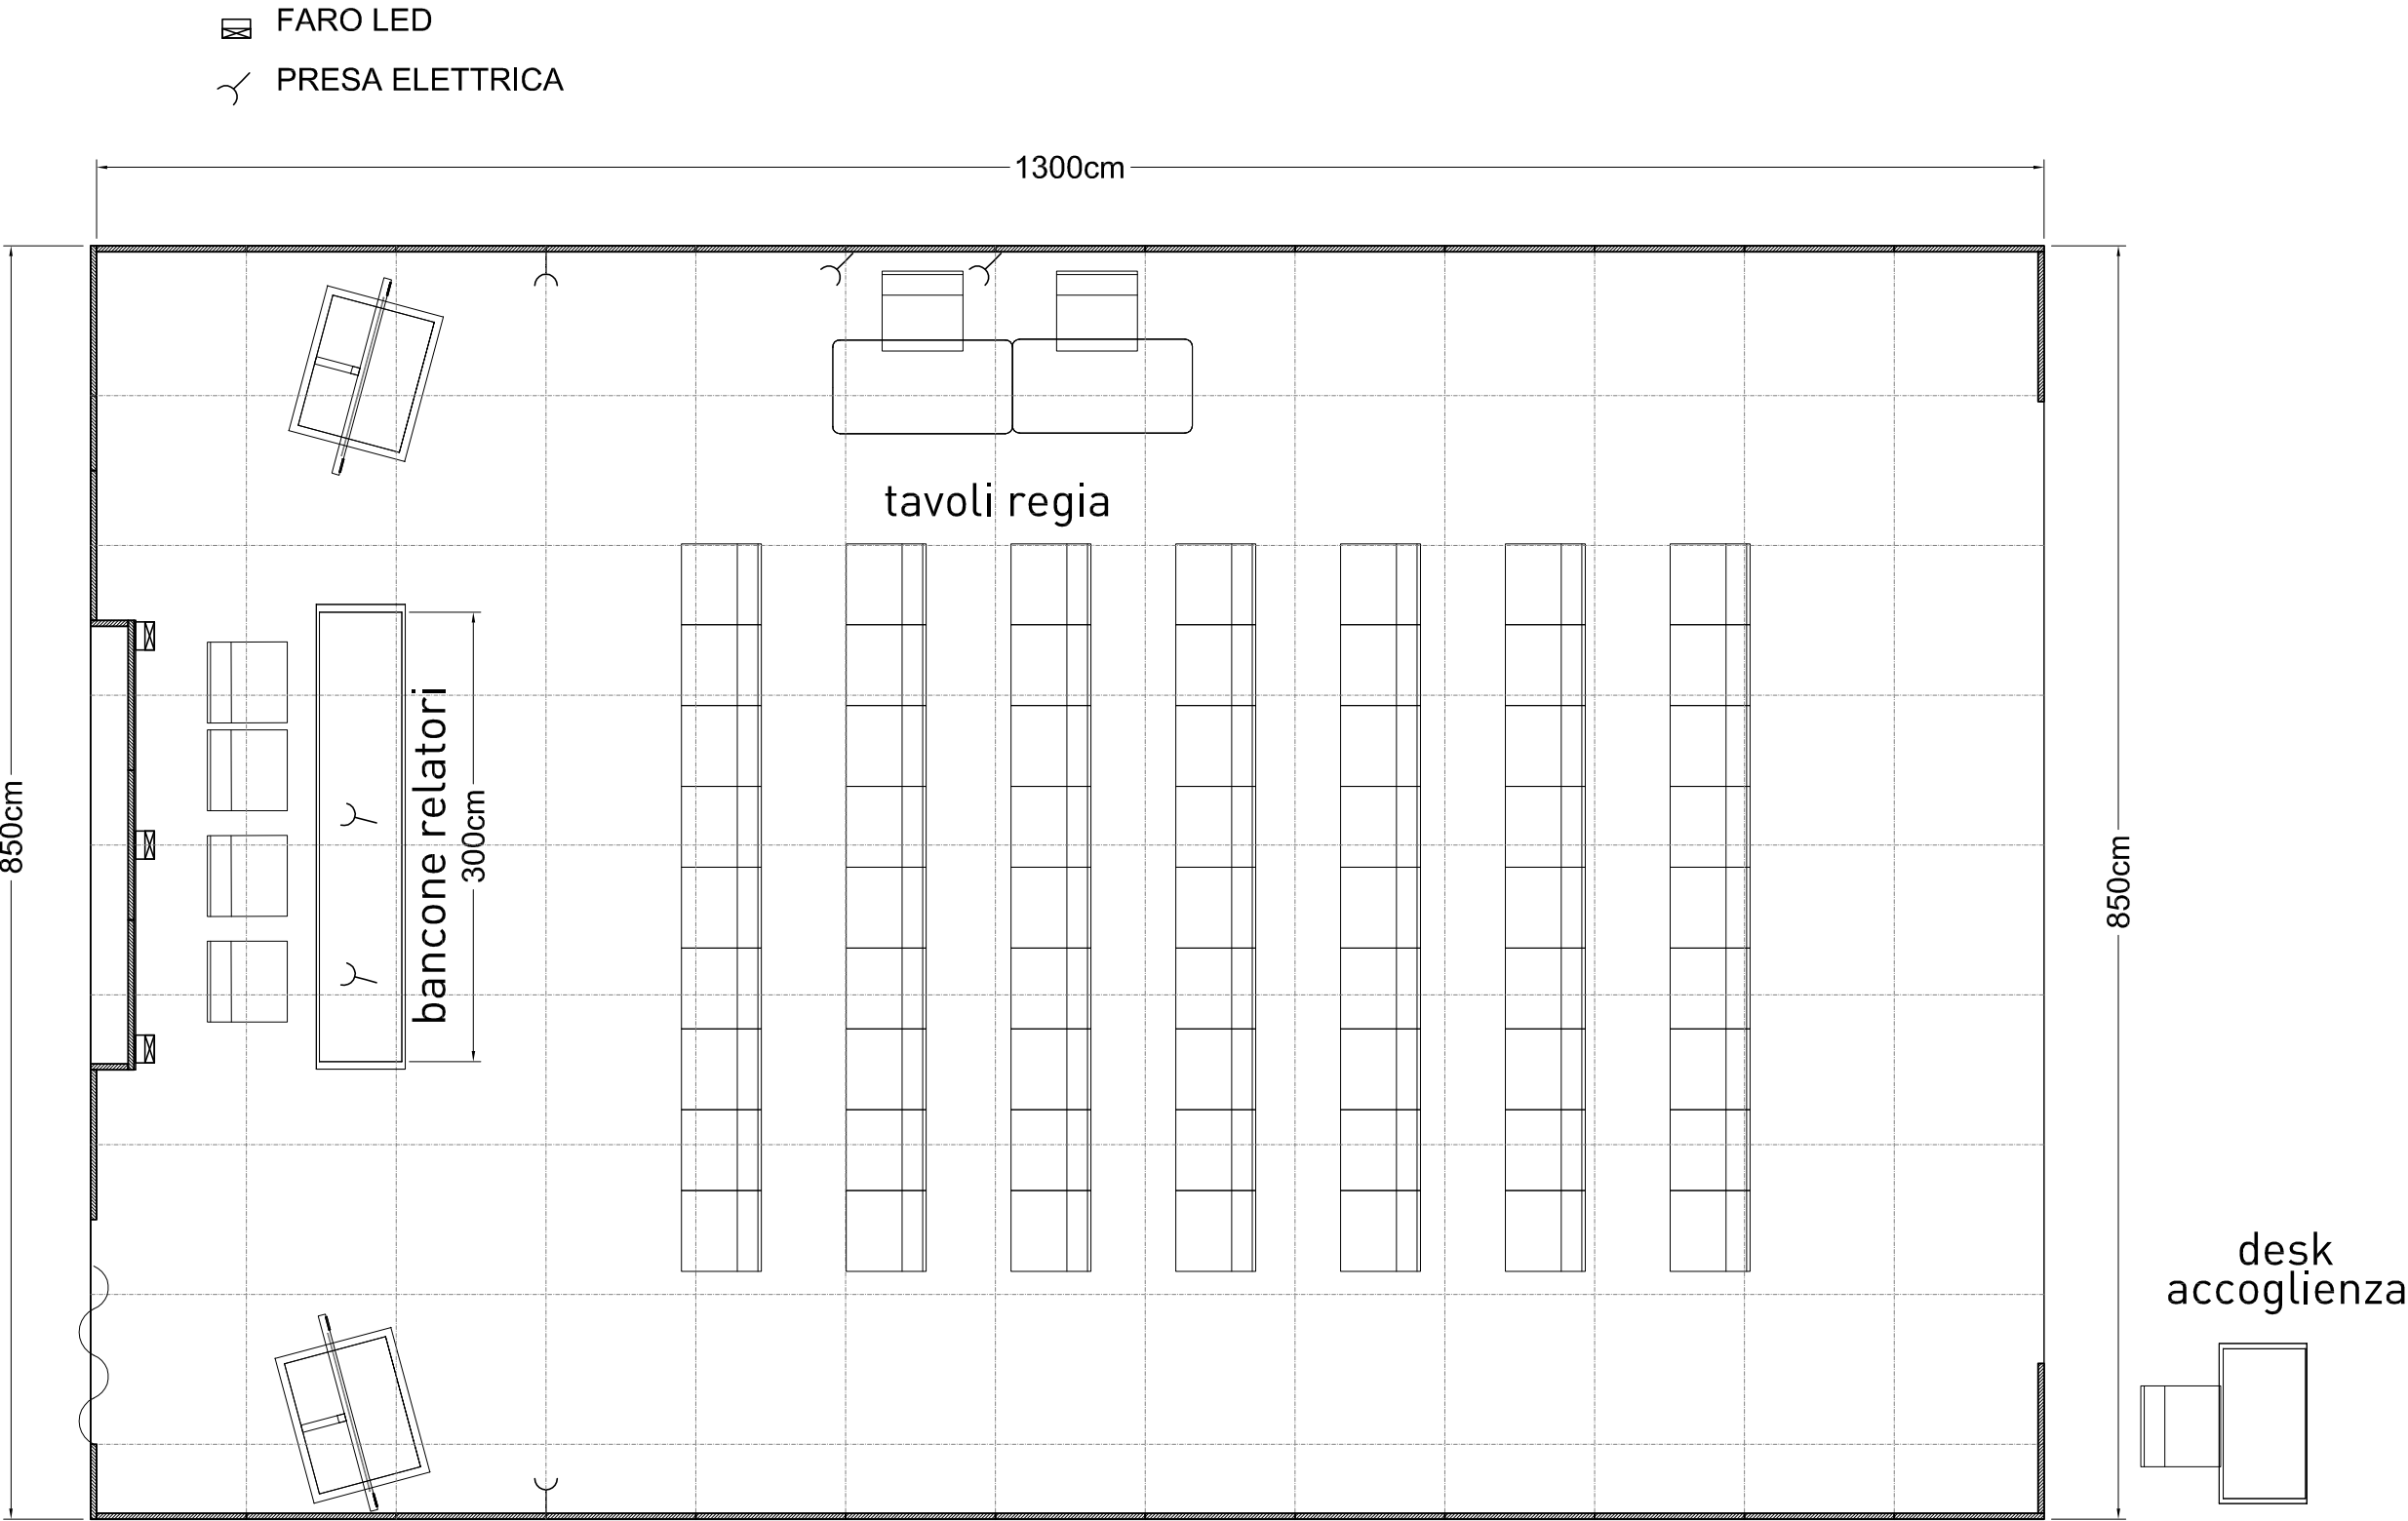 FARO LED
PRESA ELETTRICA
1300cm
tavoli regia
850cm
bancone relatori
300cm
850cm
desk
accoglienza